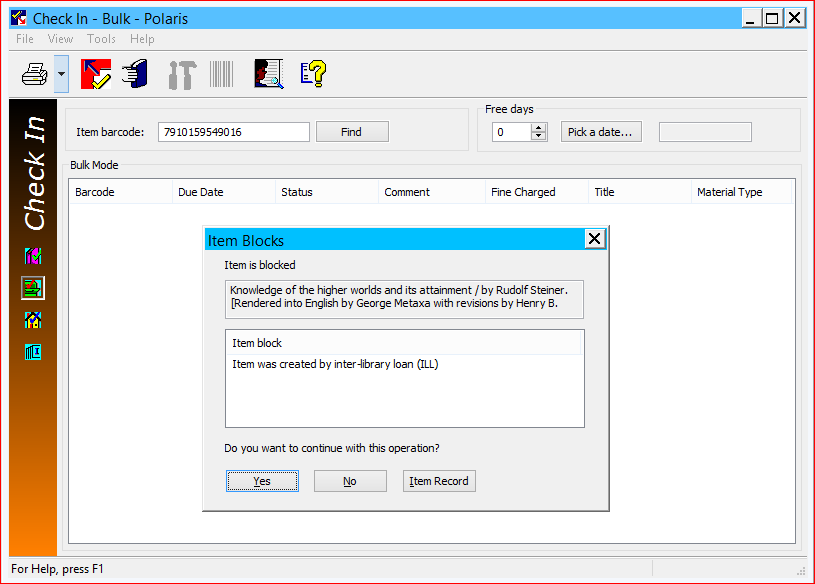 Check In - Bulk - Polaris
File View Tools Help
Check In
Item barcode: 7910159549016 Find
Free days
0 Pick a date...
Bulk Mode
Barcode Due Date Status Comment Fine Charged Title Material Type
Item Blocks
Item is blocked
Knowledge of the higher worlds and its attainment / by Rudolf Steiner.
[Rendered into English by George Metaxa with revisions by Henry B.
Item block
Item was created by inter-library loan (ILL)
Do you want to continue with this operation?
Yes No Item Record
For Help, press F1